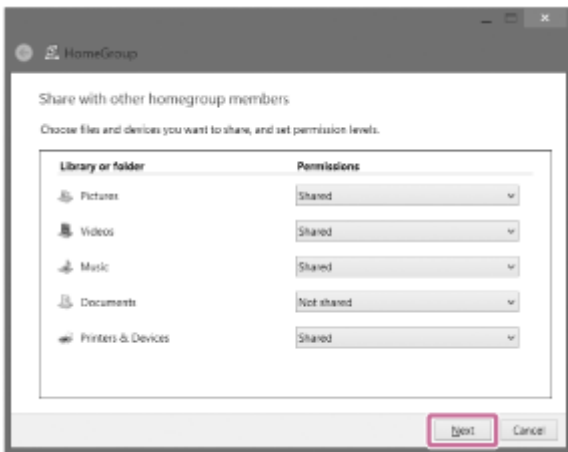 HomeGroup
Share with other homegroup members
Choose files and devices you want to share, and set permission levels.
Library or folder Permissions
Pictures Shared
Videos Shared
Music Shared
Documents Not shared
Printers & Devices Shared
Next Cancel